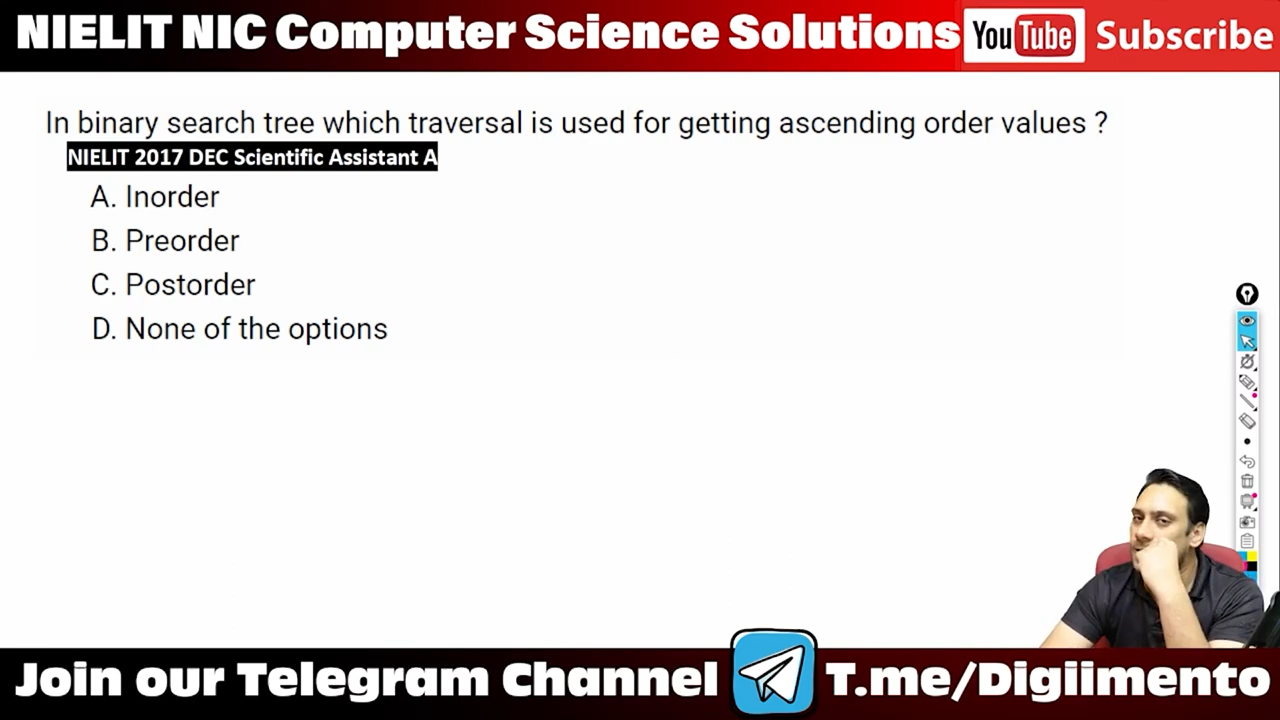 NIELIT NIC Computer Science Solutions YouTube Subscribe
In binary search tree which traversal is used for getting ascending order values ?
NIELIT 2017 DEC Scientific Assistant A
A. Inorder
B. Preorder
C. Postorder
D. None of the options
Join our Telegram Channel T.me/Digiimento